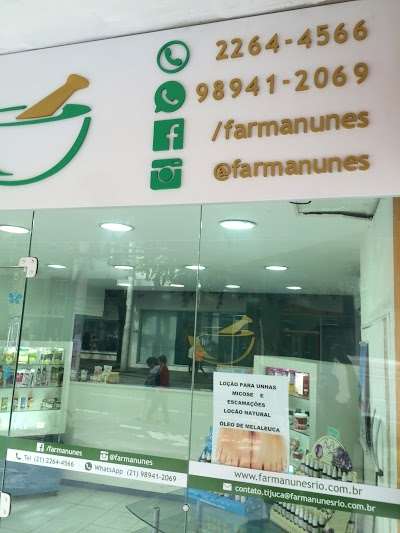 2264-4566
98941-2069
/farmanunes
@farmanunes
LOÇÃO PARA UNHAS
MICOSE E
ESCAMAÇÕES
LOCÃO NATURAL
ÓLEO DE MELALEUCA
/farmanunes @farmanunes
Tel (21) 2264-4566 WhatsApp (21) 98941-2069
www.farmanunesrio.com.br
contato.tijuca@farmanunesrio.com.br